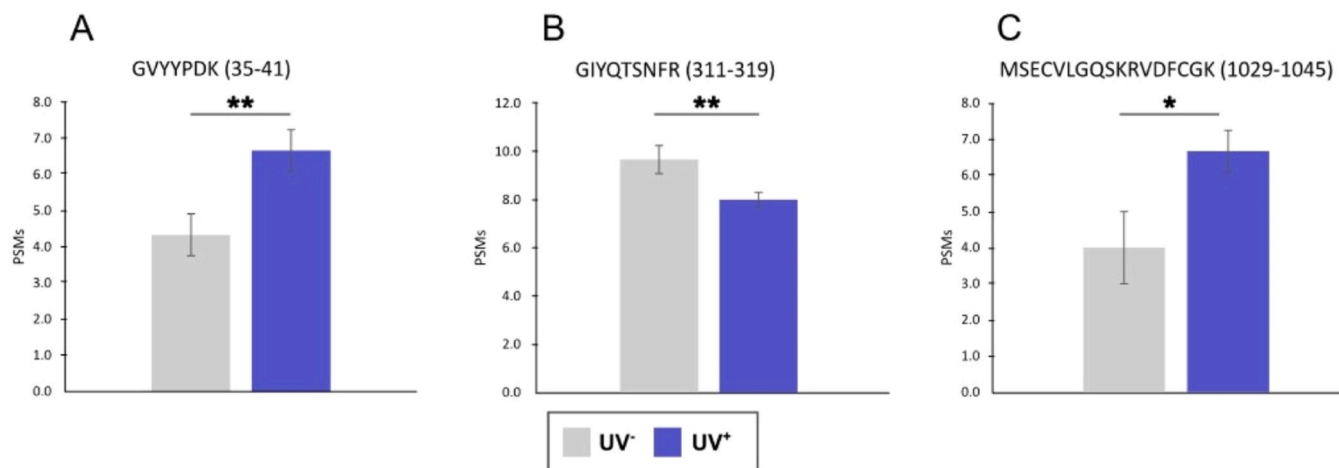 A
GVYYPDK (35-41)
**
8.0
7.0
6.0
5.0
4.0
3.0
2.0
1.0
0.0
PSMs
B
GIYQTSNFR (311-319)
**
12.0
10.0
8.0
6.0
4.0
2.0
0.0
PSMs
C
MSECVLGQSKRVDFCGK (1029-1045)
*
8.0
7.0
6.0
5.0
4.0
3.0
2.0
1.0
0.0
PSMs
UV⁻ UV⁺